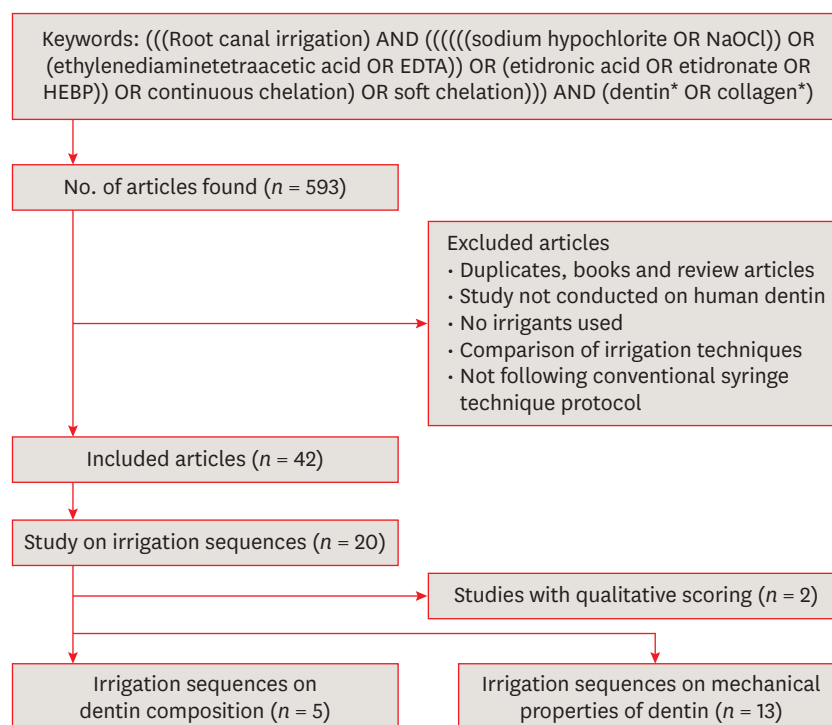 Keywords: (((Root canal irrigation) AND ((((((sodium hypochlorite OR NaOCl)) OR
(ethylenediaminetetraacetic acid OR EDTA)) OR (etidronic acid OR etidronate OR
HEBP)) OR continuous chelation) OR soft chelation))) AND (dentin* OR collagen*)
No. of articles found (n = 593)
Excluded articles
· Duplicates, books and review articles
· Study not conducted on human dentin
· No irrigants used
· Comparison of irrigation techniques
· Not following conventional syringe
technique protocol
Included articles (n = 42)
Study on irrigation sequences (n = 20)
Studies with qualitative scoring (n = 2)
Irrigation sequences on
dentin composition (n = 5)
Irrigation sequences on mechanical
properties of dentin (n = 13)